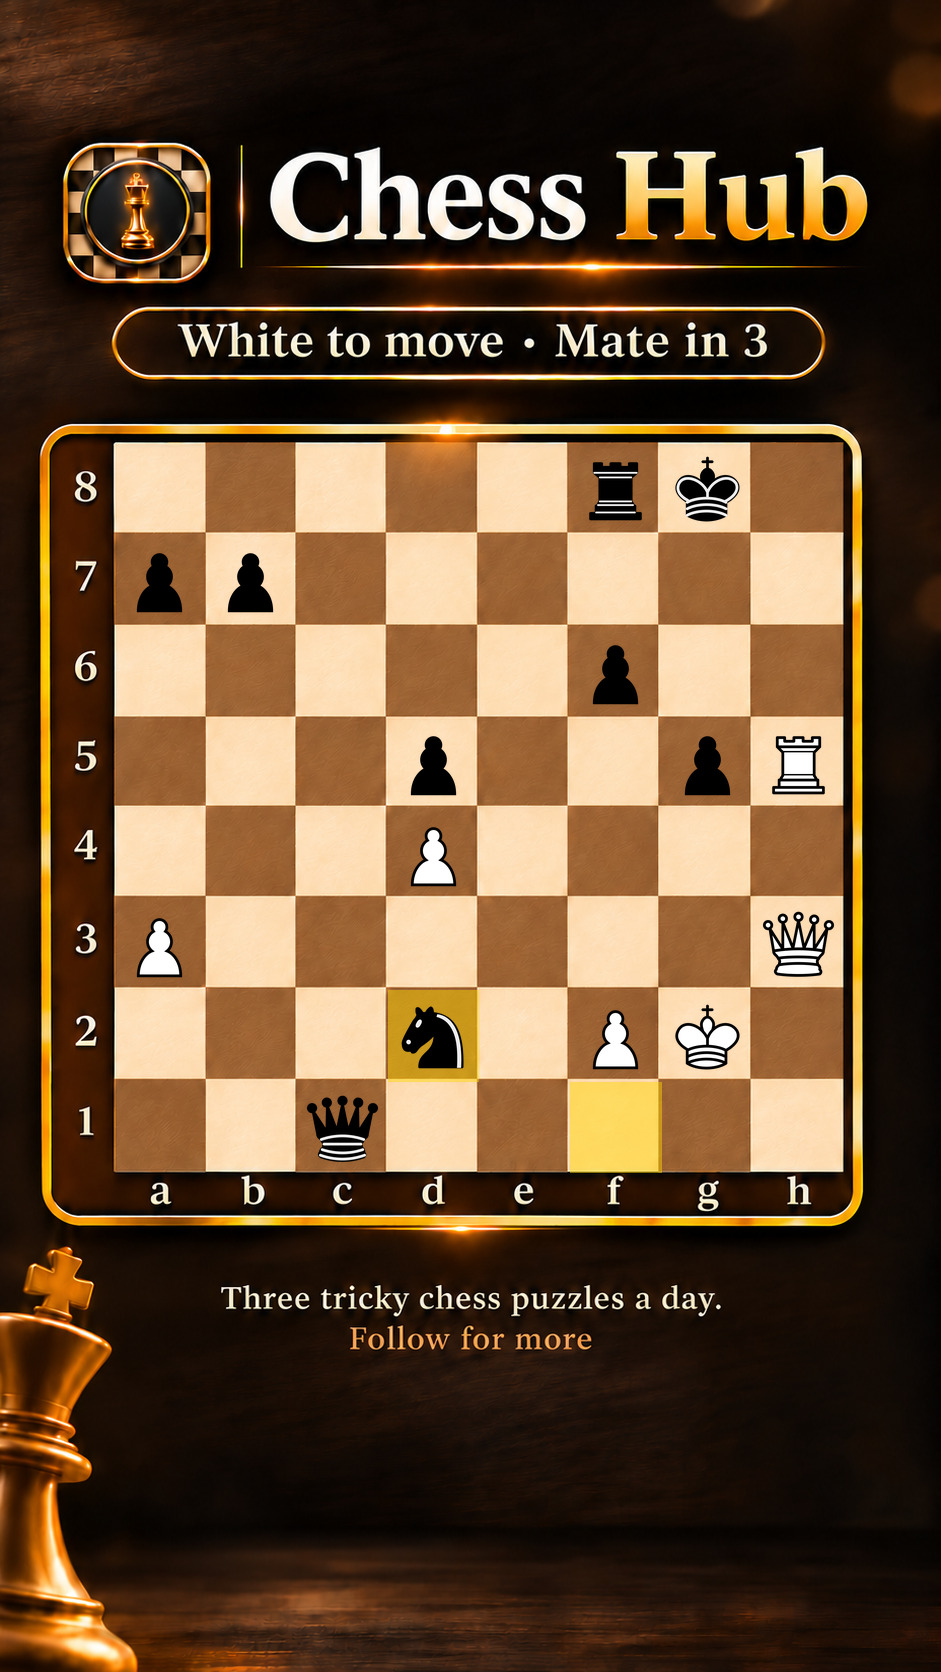 Chess Hub
White to move • Mate in 3
8
7
6
5
4
3
2
1
a b c d e f g h
Three tricky chess puzzles a day.
Follow for more